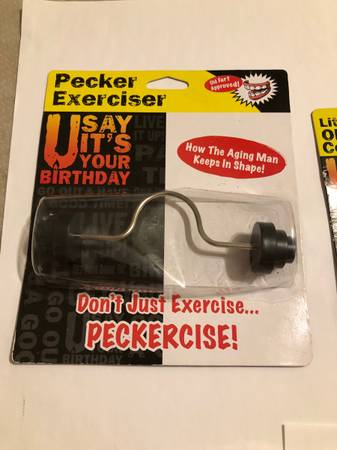 Pecker
Exerciser
Old Fart
Approved!
U SAY
IT'S
YOUR
BIRTHDAY
How The Aging Man
Keeps in Shape!
Don't Just Exercise...
PECKERCISE!
BIRTHDAY